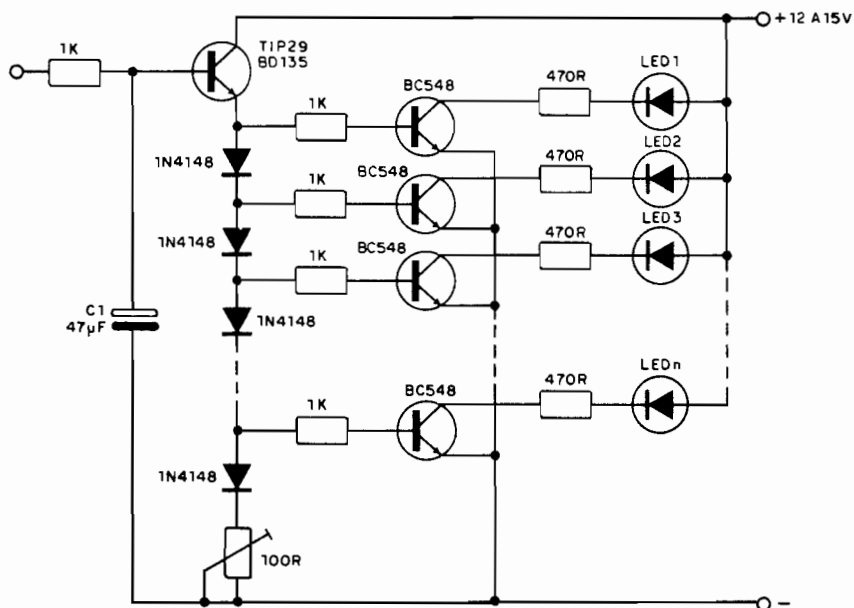 + 12 A 15V
1K
TIP29
BD135
LED1
470R
BC548
1K
1N4148
LED2
470R
BC548
1K
LED3
470R
BC548
1N4148
1K
C1
47µF
1N4148
LEDn
470R
BC548
1K
1N4148
100R
-